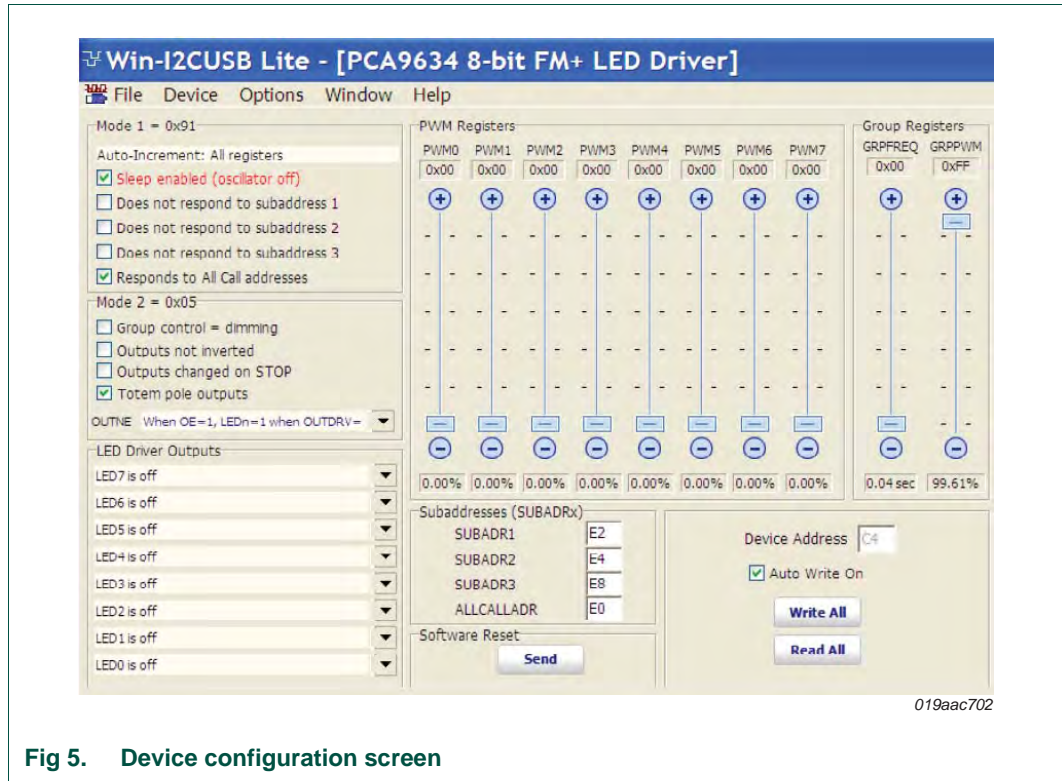 Win-I2CUSB Lite - [PCA9634 8-bit FM+ LED Driver]
File Device Options Window Help
Mode 1 = 0x91
Auto-Increment: All registers
Sleep enabled (oscillator off)
Does not respond to subaddress 1
Does not respond to subaddress 2
Does not respond to subaddress 3
Responds to All Call addresses
Mode 2 = 0x05
Group control = dimming
Outputs not inverted
Outputs changed on STOP
Totem pole outputs
OUTNE When OE=1, LEDn=1 when OUTDRV=
LED Driver Outputs
LED7 is off
LED6 is off
LED5 is off
LED4 is off
LED3 is off
LED2 is off
LED1 is off
LED0 is off
PWM Registers
PWM0 PWM1 PWM2 PWM3 PWM4 PWM5 PWM6 PWM7
0x00 0x00 0x00 0x00 0x00 0x00 0x00 0x00
0.00% 0.00% 0.00% 0.00% 0.00% 0.00% 0.00% 0.00%
Group Registers
GRPFREQ GRPPWM
0x00 0xFF
0.04 sec 99.61%
Subaddresses (SUBADRx)
SUBADR1 E2
SUBADR2 E4
SUBADR3 E8
ALLCALLADR E0
Software Reset
Send
Device Address C4
Auto Write On
Write All
Read All
019aac702
Fig 5. Device configuration screen